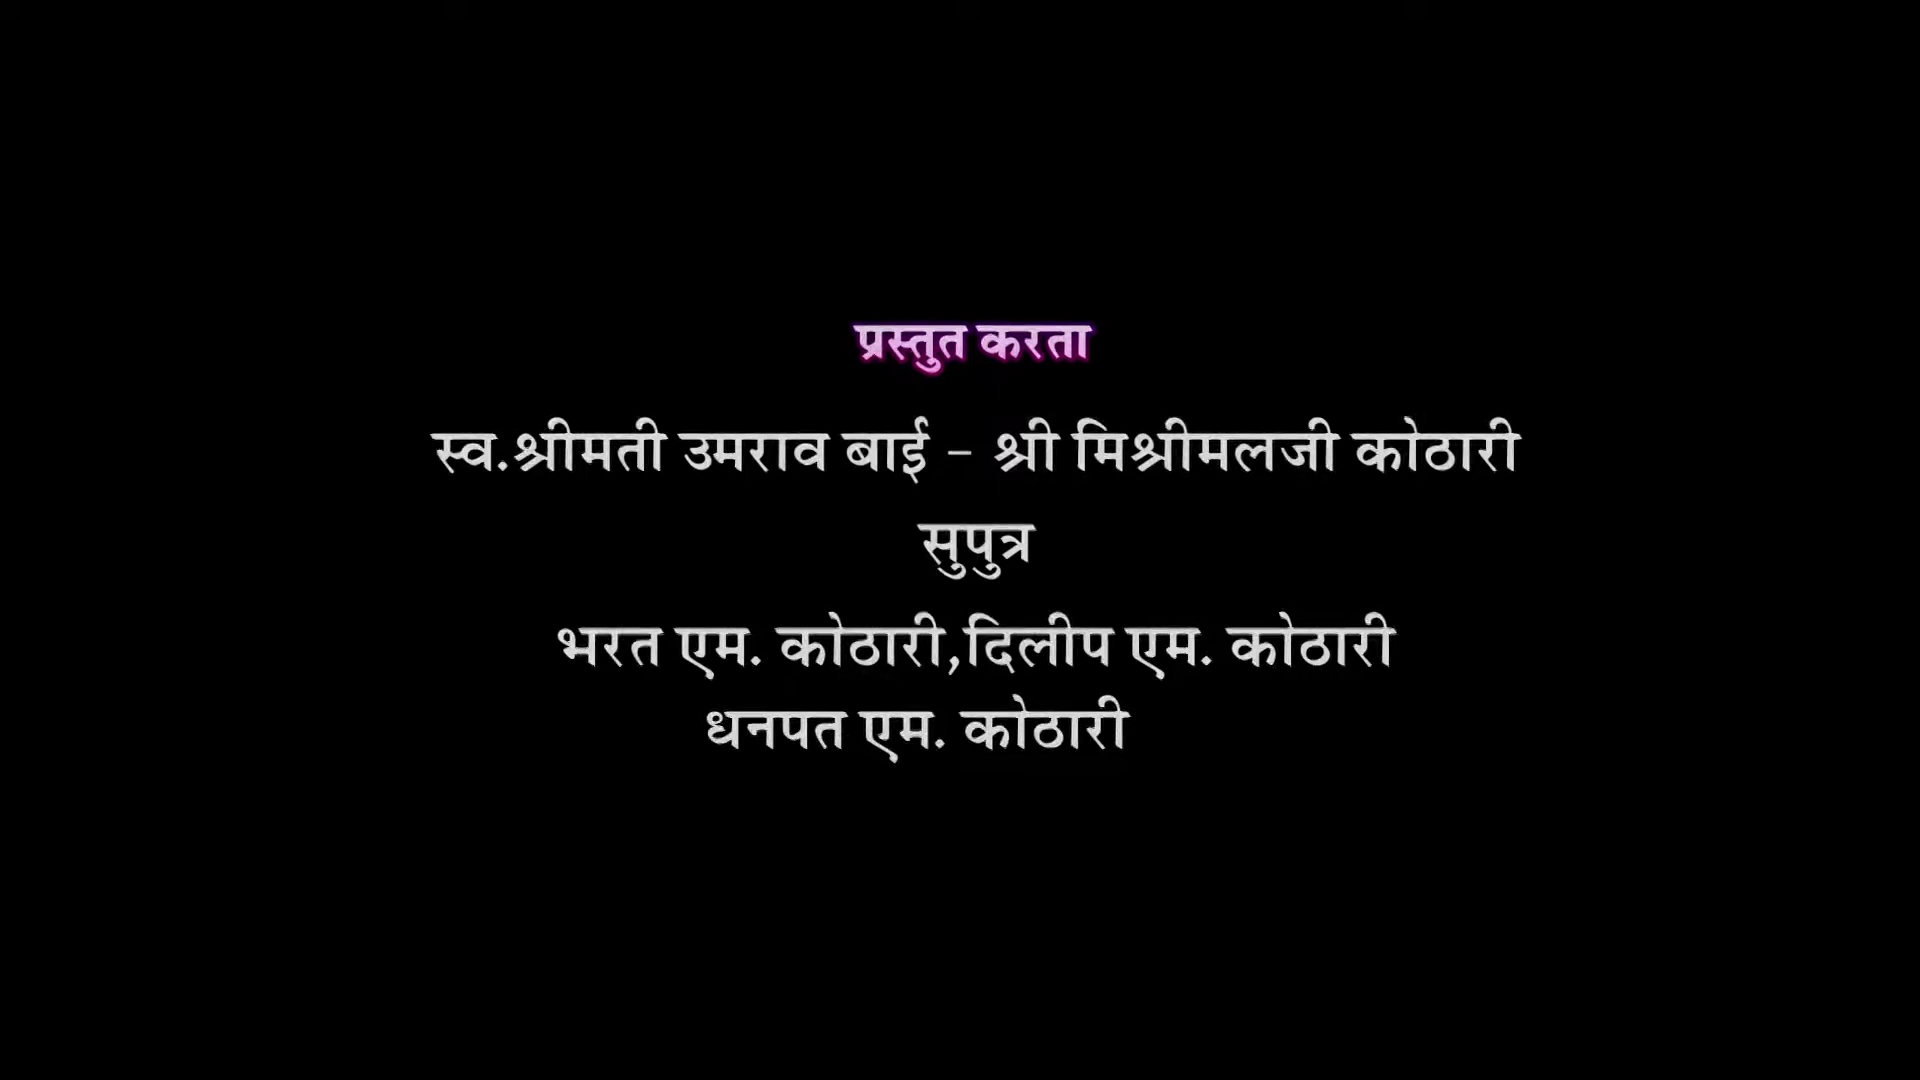 प्रस्तुत करता
स्व.श्रीमती उमराव बाई - श्री मिश्रीमलजी कोठारी
सुपुत्र
भरत एम. कोठारी,दिलीप एम. कोठारी
धनपत एम. कोठारी